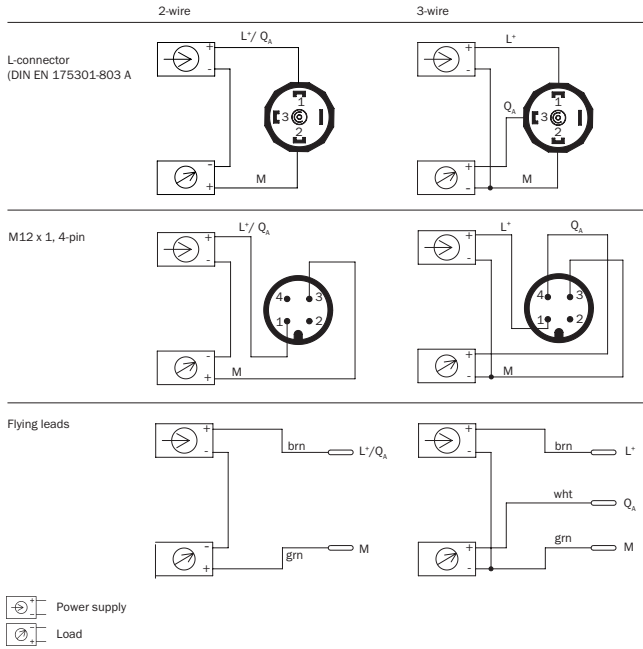 2-wire 3-wire
L-connector
(DIN EN 175301-803 A
+ L⁺/ Q_A
-
1
3
2
-
+ M
+ L⁺
-
Q_A
1
3
2
+
- M
M12 x 1, 4-pin
+ L⁺/ Q_A
-
4 3
1 2
-
+ M
+ L⁺ Q_A
-
4 3
1 2
+
- M
Flying leads
+ brn L⁺/Q_A
-
-
+ grn M
+ brn L⁺
-
wht Q_A
+ grn M
-
+ - Power supply
- + Load